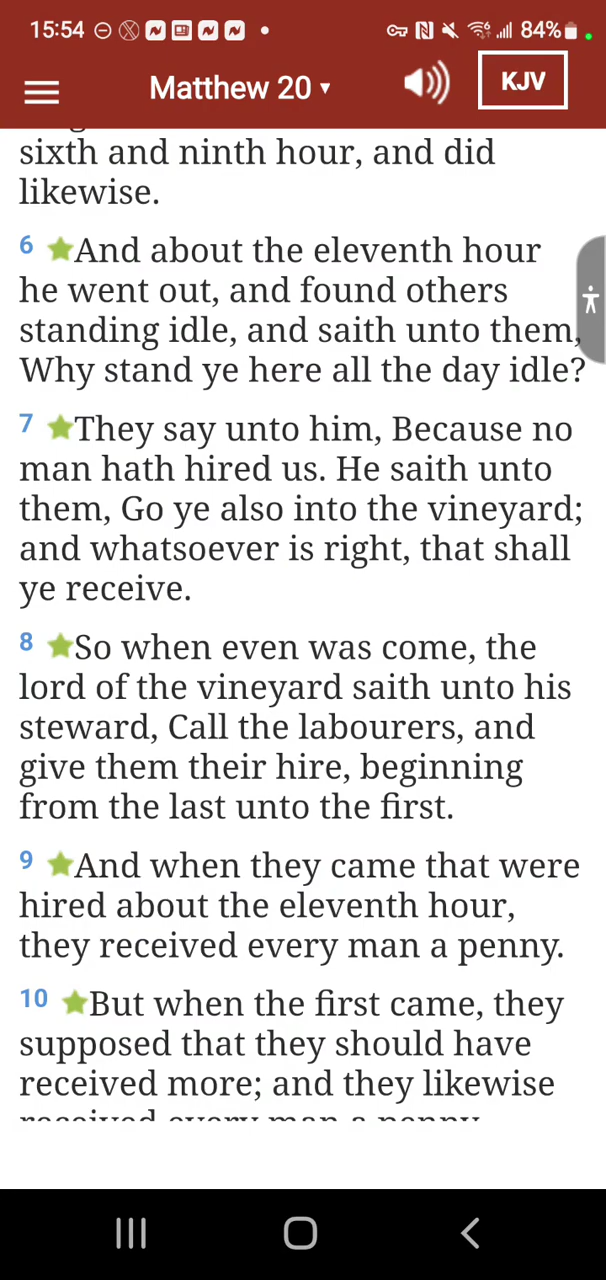 15:54
84%
Matthew 20
KJV
sixth and ninth hour, and did
likewise.
6 And about the eleventh hour
he went out, and found others
standing idle, and saith unto them,
Why stand ye here all the day idle?
7 They say unto him, Because no
man hath hired us. He saith unto
them, Go ye also into the vineyard;
and whatsoever is right, that shall
ye receive.
8 So when even was come, the
lord of the vineyard saith unto his
steward, Call the labourers, and
give them their hire, beginning
from the last unto the first.
9 And when they came that were
hired about the eleventh hour,
they received every man a penny.
10 But when the first came, they
supposed that they should have
received more; and they likewise
received every man a penny.